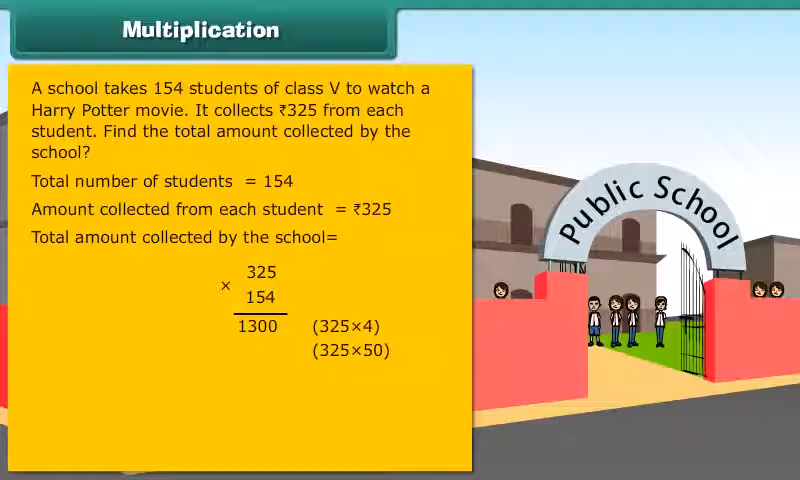 Multiplication
A school takes 154 students of class V to watch a
Harry Potter movie. It collects ₹325 from each
student. Find the total amount collected by the
school?
Total number of students = 154
Amount collected from each student = ₹325
Total amount collected by the school=
325
× 154
1300 (325×4)
(325×50)
Public School